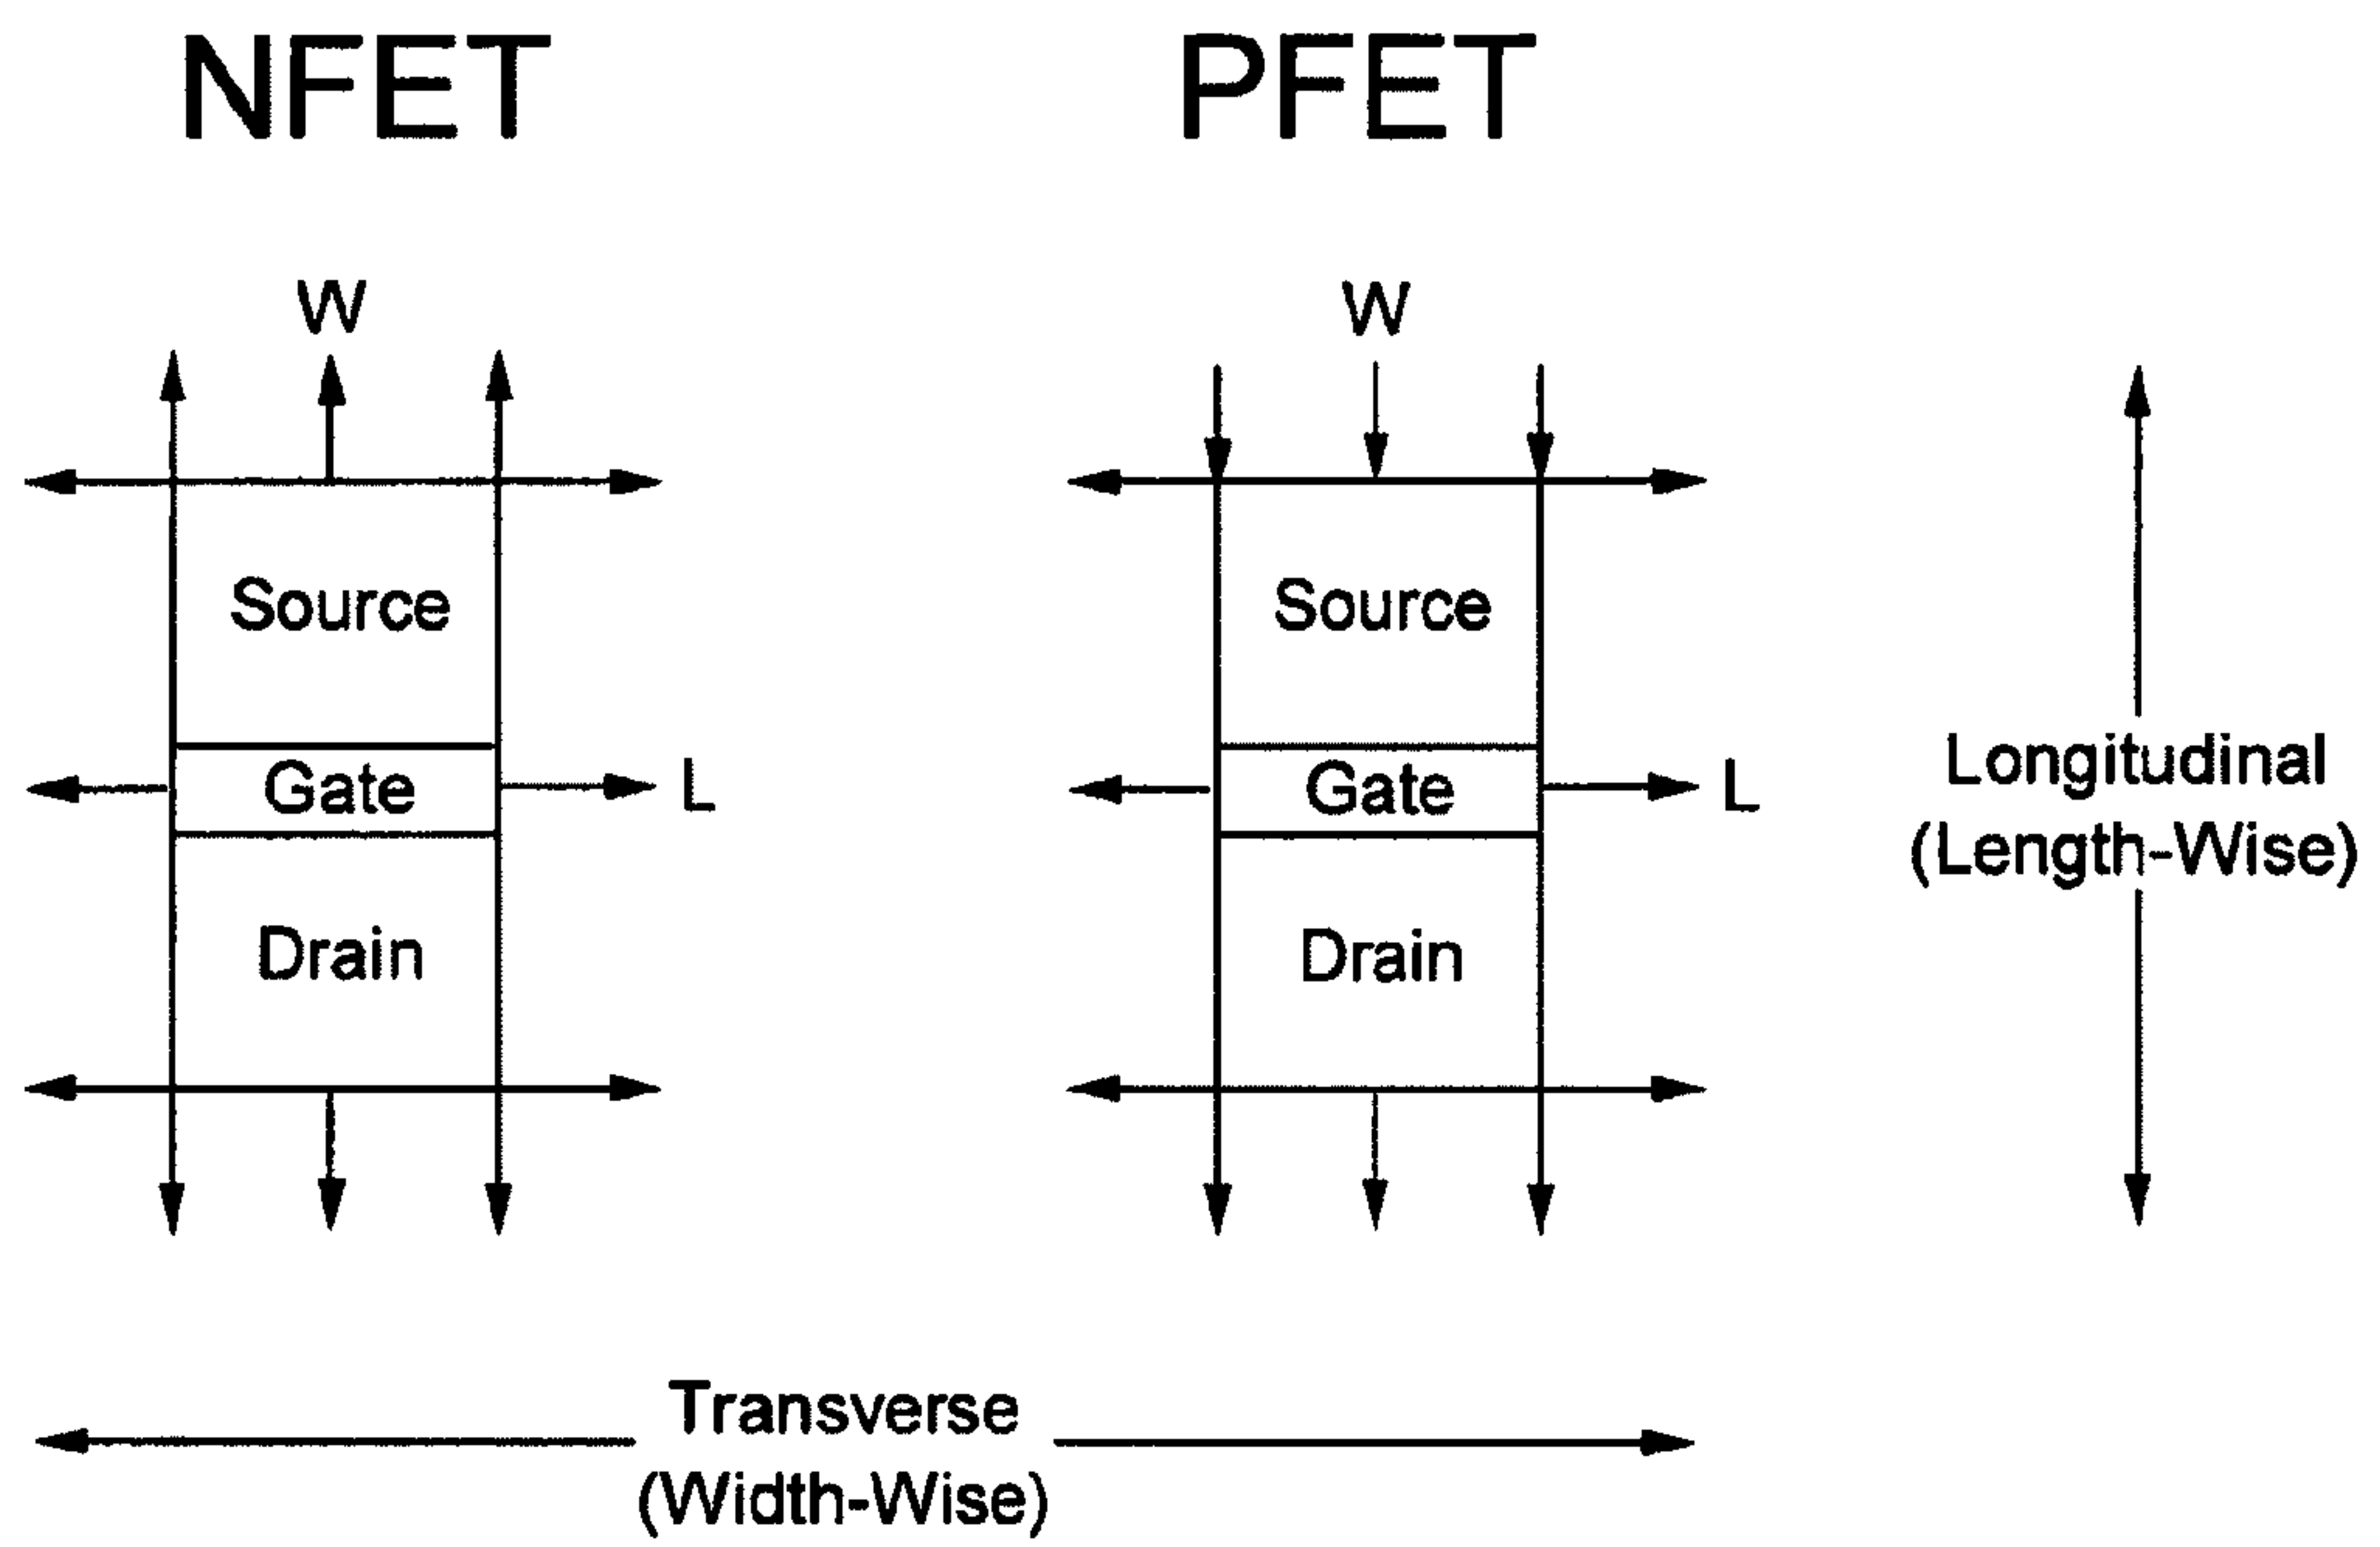 NFET
PFET
W
W
Source
Source
Gate
L
Gate
L
Longitudinal
(Length-Wise)
Drain
Drain
Transverse
(Width-Wise)